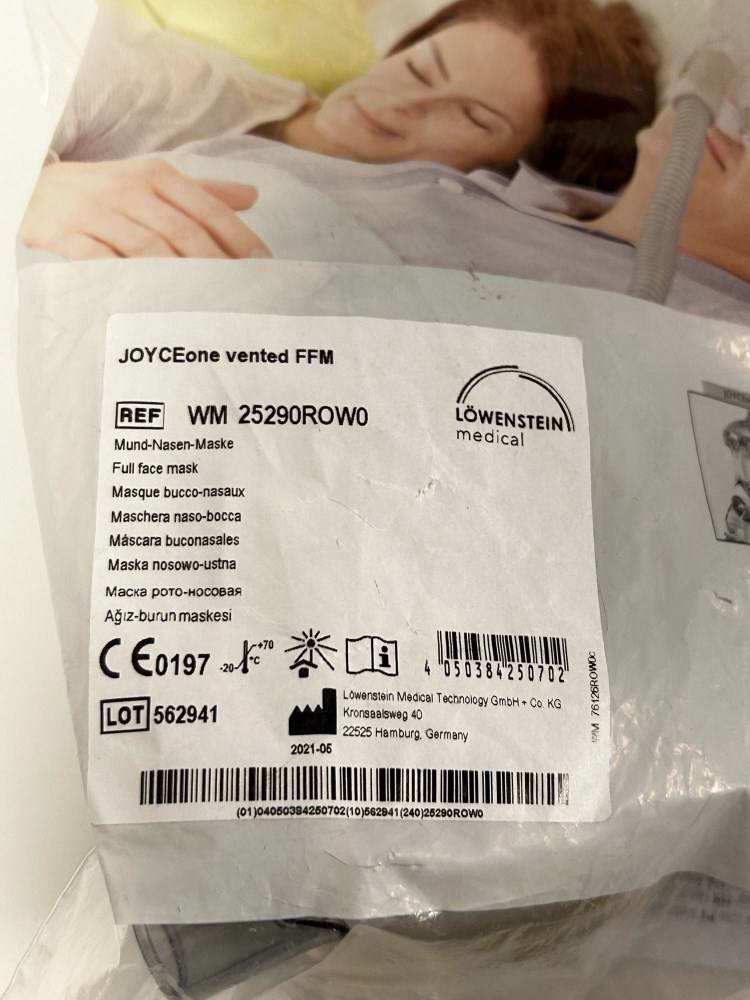 JOYCEone vented FFM
LÖWENSTEIN
medical
REF WM 25290ROW0
Mund-Nasen-Maske
Full face mask
Masque bucco-nasaux
Maschera naso-bocca
Máscara buconasales
Maska nosowo-ustna
Маска рото-носовая
Ağız-burun maskesi
CE0197 -20 +70 °C
4 050384 250702
LOT 562941
Löwenstein Medical Technology GmbH + Co. KG
Kronsaalsweg 40
22525 Hamburg, Germany
2021-05
(01)04050384250702(10)562941(240)25290ROW0